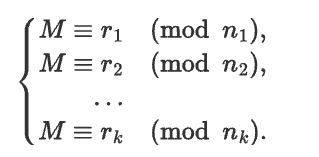 M ≡ r₁ (mod n₁),
M ≡ r₂ (mod n₂),
...
M ≡ rₖ (mod nₖ).